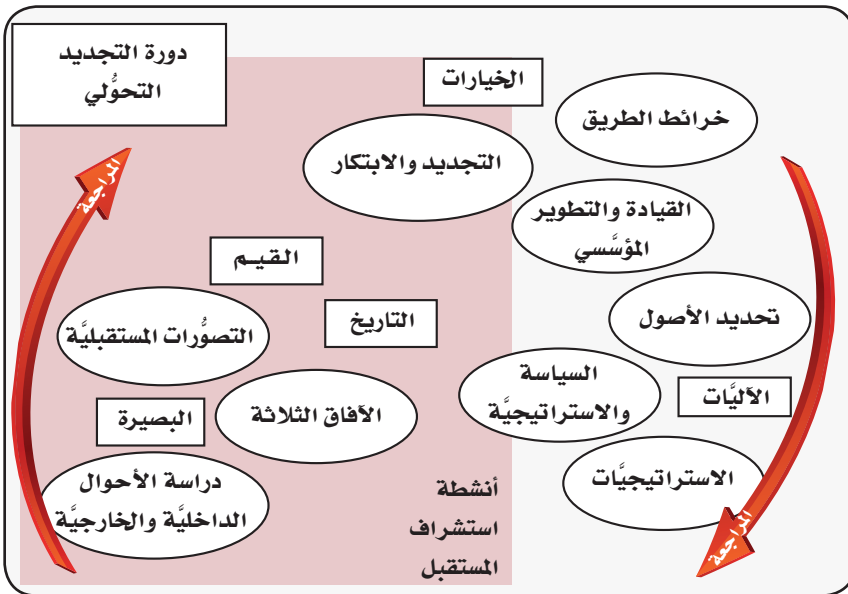 دورة التجديد
التحوُّلي
الخيارات
خرائط الطريق
التجديد والابتكار
المراجعة
القيادة والتطوير
المؤسَّسي
القيــم
التاريخ
تحديد الأصول
التصوُّرات المستقبليَّة
السياسة
والاستراتيجيَّة
الآليَّات
البصيرة
الآفاق الثلاثة
الاستراتيجيَّات
دراسة الأحوال
الداخليَّة والخارجيَّة
أنشطة
استشراف
المستقبل
المراجعة